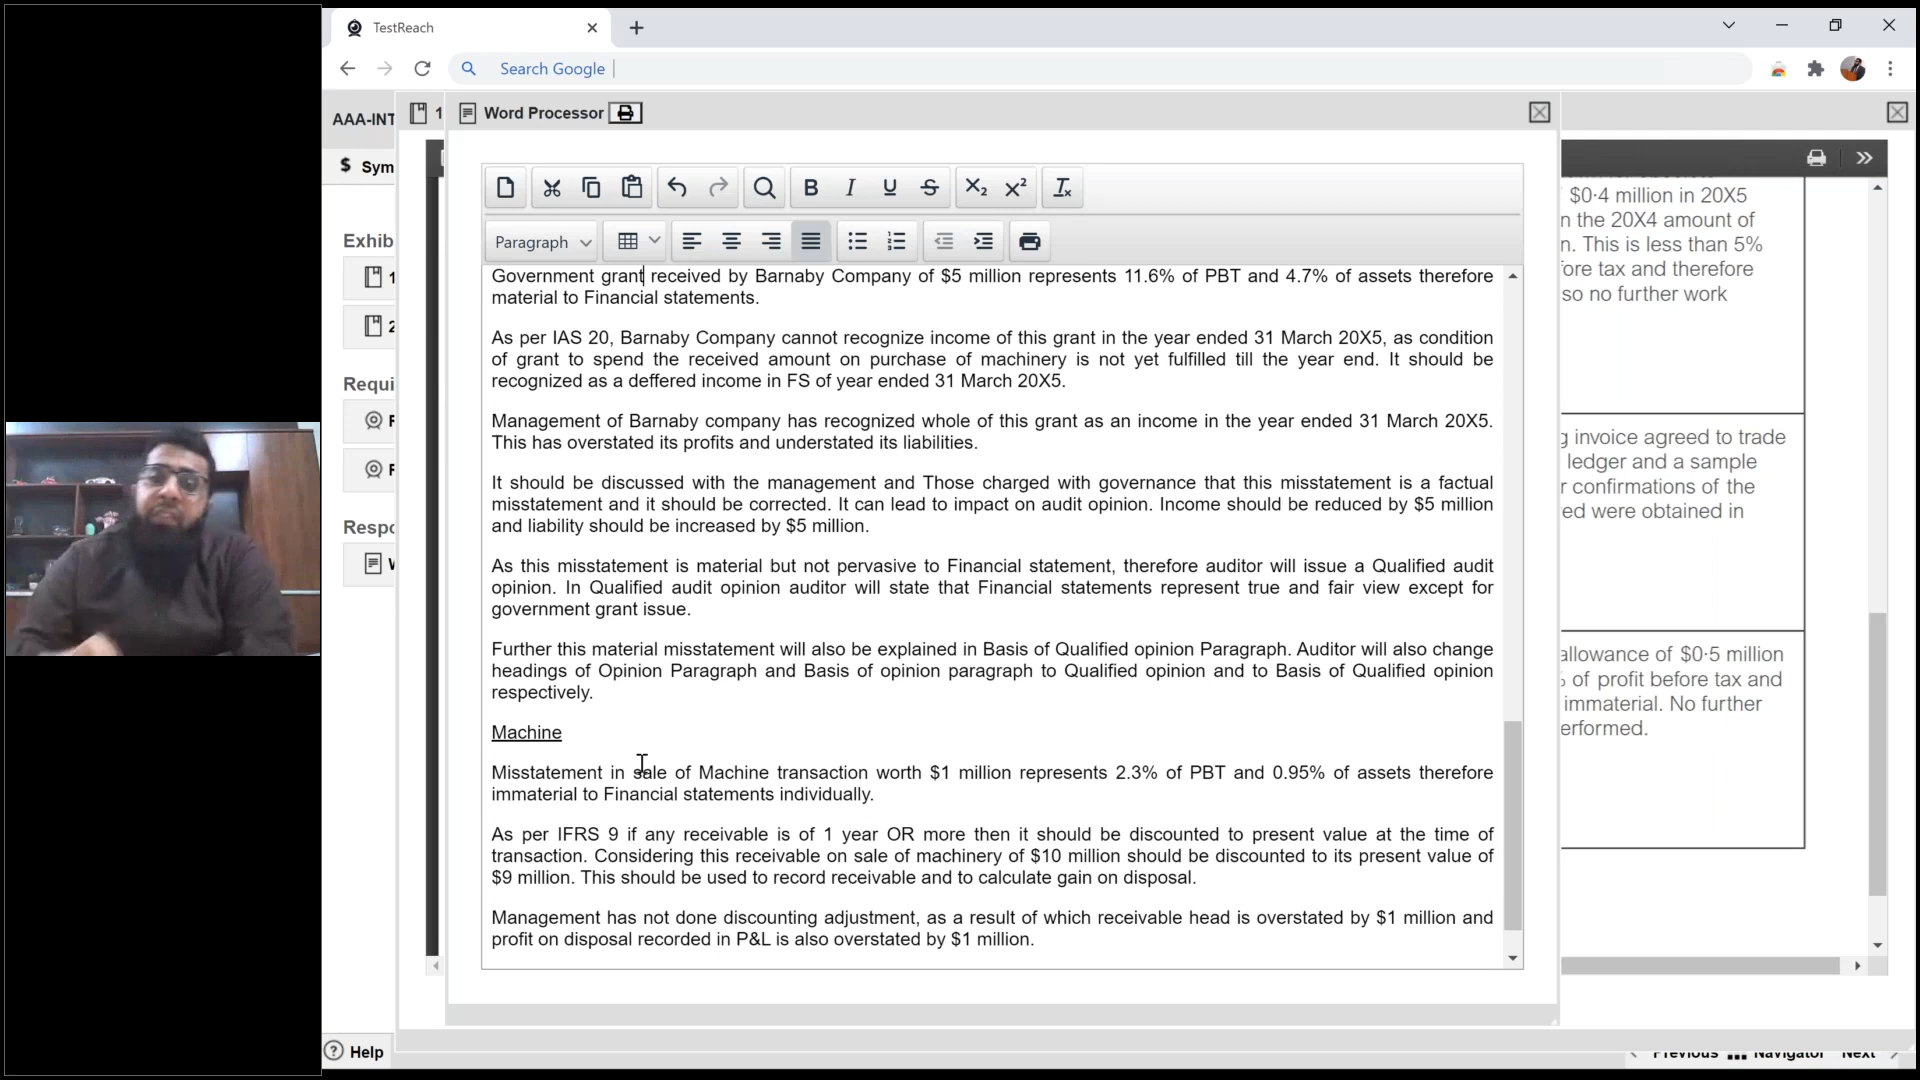 TestReach
Search Google
AAA-INT
1
Word Processor
$ Sym
Paragraph
Exhib
1
2
Requi
F
F
Respo
W
Government grant received by Barnaby Company of $5 million represents 11.6% of PBT and 4.7% of assets therefore
material to Financial statements.
As per IAS 20, Barnaby Company cannot recognize income of this grant in the year ended 31 March 20X5, as condition
of grant to spend the received amount on purchase of machinery is not yet fulfilled till the year end. It should be
recognized as a deffered income in FS of year ended 31 March 20X5.
Management of Barnaby company has recognized whole of this grant as an income in the year ended 31 March 20X5.
This has overstated its profits and understated its liabilities.
It should be discussed with the management and Those charged with governance that this misstatement is a factual
misstatement and it should be corrected. It can lead to impact on audit opinion. Income should be reduced by $5 million
and liability should be increased by $5 million.
As this misstatement is material but not pervasive to Financial statement, therefore auditor will issue a Qualified audit
opinion. In Qualified audit opinion auditor will state that Financial statements represent true and fair view except for
government grant issue.
Further this material misstatement will also be explained in Basis of Qualified opinion Paragraph. Auditor will also change
headings of Opinion Paragraph and Basis of opinion paragraph to Qualified opinion and to Basis of Qualified opinion
respectively.
Machine
Misstatement in sale of Machine transaction worth $1 million represents 2.3% of PBT and 0.95% of assets therefore
immaterial to Financial statements individually.
As per IFRS 9 if any receivable is of 1 year OR more then it should be discounted to present value at the time of
transaction. Considering this receivable on sale of machinery of $10 million should be discounted to its present value of
$9 million. This should be used to record receivable and to calculate gain on disposal.
Management has not done discounting adjustment, as a result of which receivable head is overstated by $1 million and
profit on disposal recorded in P&L is also overstated by $1 million.
$0·4 million in 20X5
n the 20X4 amount of
n. This is less than 5%
ore tax and therefore
so no further work
g invoice agreed to trade
ledger and a sample
r confirmations of the
ed were obtained in
allowance of $0·5 million
% of profit before tax and
immaterial. No further
erformed.
Help
Previous Navigator Next